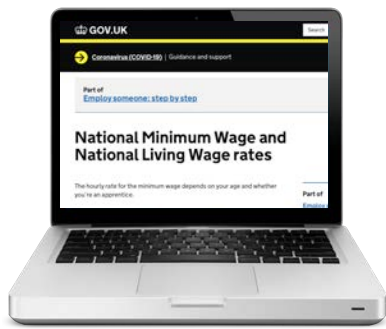 GOV.UK
Search
Coronavirus (COVID-19) | Guidance and support
Part of
Employ someone: step by step
National Minimum Wage and
National Living Wage rates
The hourly rate for the minimum wage depends on your age and whether
you're an apprentice.
Part of
Employ